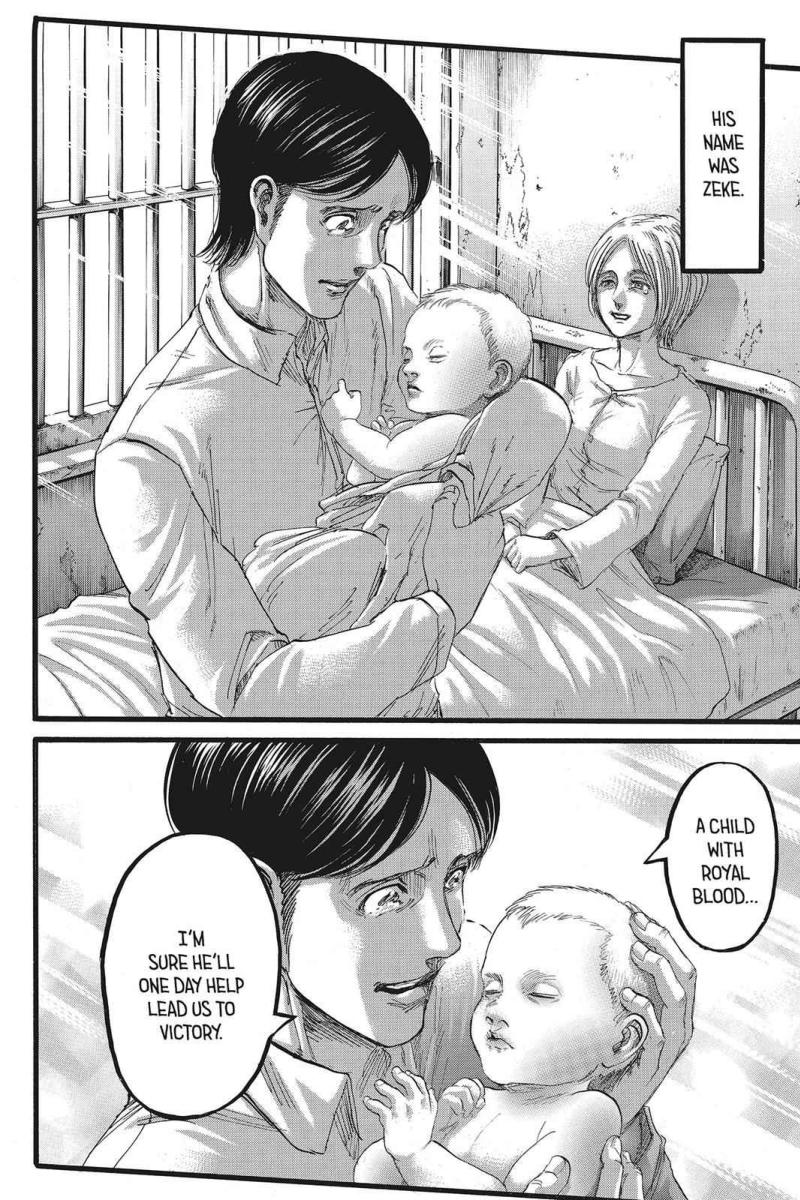 HIS
NAME
WAS
ZEKE.
A CHILD
WITH
ROYAL
BLOOD...
I'M
SURE HE'LL
ONE DAY HELP
LEAD US TO
VICTORY.